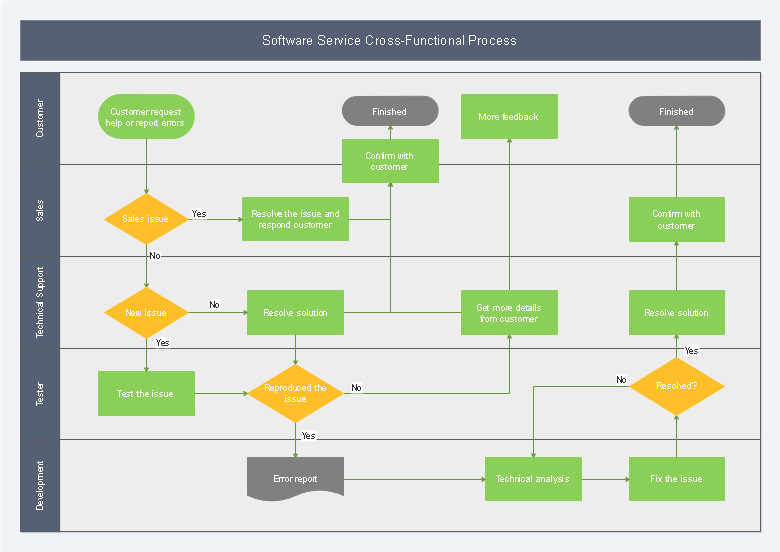 Software Service Cross-Functional Process
Customer
Customer request
help or report errors
Finished
More feedback
Finished
Confirm with
customer
Sales
Sales issue
Yes
Resolve the issue and
respond customer
Confirm with
customer
No
Technical Support
New issue
No
Resolve solution
Get more details
from customer
Resolve solution
Yes
Yes
Tester
Test the issue
Reproduced the
issue
No
No
Resolved?
Yes
Development
Error report
Technical analysis
Fix the issue